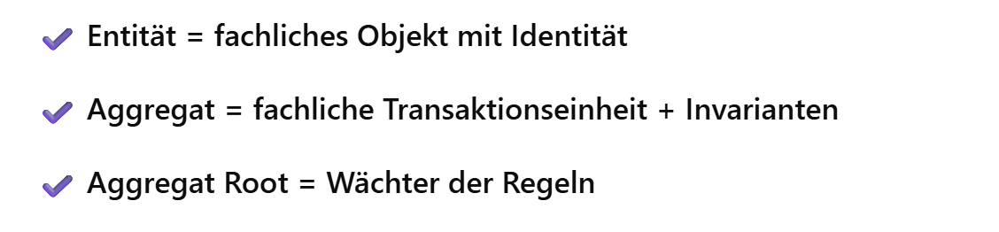 ✔ Entität = fachliches Objekt mit Identität
✔ Aggregat = fachliche Transaktionseinheit + Invarianten
✔ Aggregat Root = Wächter der Regeln